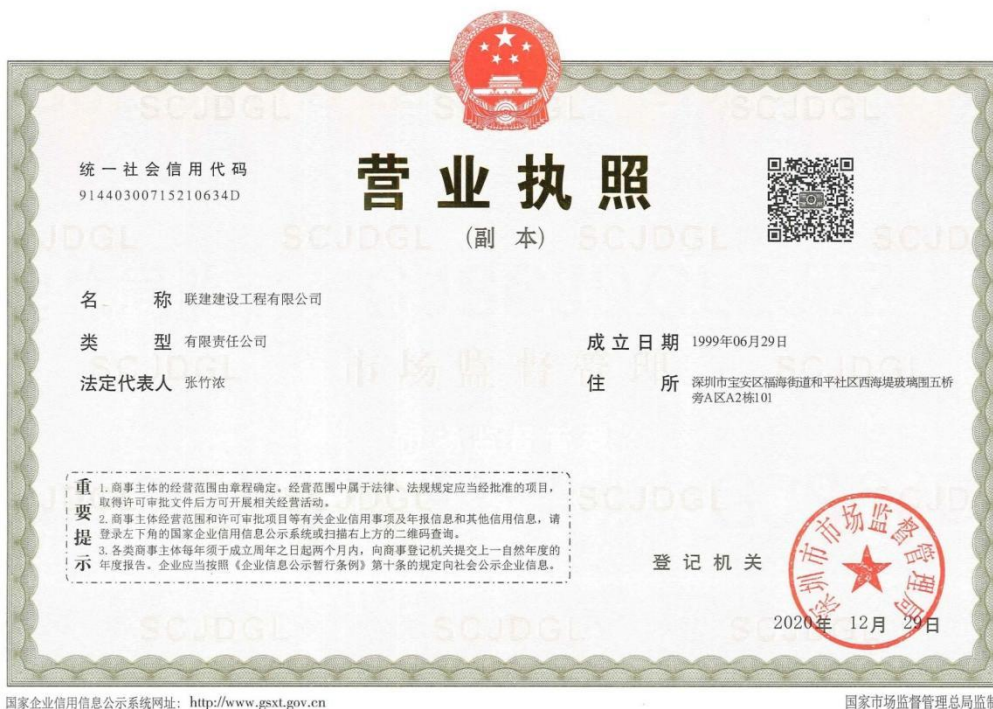 统一社会信用代码
91440300715210634D
营业执照
(副 本)
名 称 联建建设工程有限公司
类 型 有限责任公司
法定代表人 张竹浓
成立日期 1999年06月29日
住 所 深圳市宝安区福海街道和平社区西海堤玻璃围五桥
旁A区A2栋101
重要提示
1.商事主体的经营范围由章程确定。经营范围中属于法律、法规规定应当经批准的项目，
取得许可审批文件后方可开展相关经营活动。
2.商事主体经营范围和许可审批项目等有关企业信用事项及年报信息和其他信用信息，请
登录左下角的国家企业信用信息公示系统或扫描右上方的二维码查询。
3.各类商事主体每年须于成立周年之日起两个月内，向商事登记机关提交上一自然年度的
年度报告。企业应当按照《企业信息公示暂行条例》第十条的规定向社会公示企业信息。
登记机关
深圳市市场监督管理局
2020年 12月 29日
SCJDGL
市场监督管理
国家企业信用信息公示系统网址：http://www.gsxt.gov.cn
国家市场监督管理总局监制